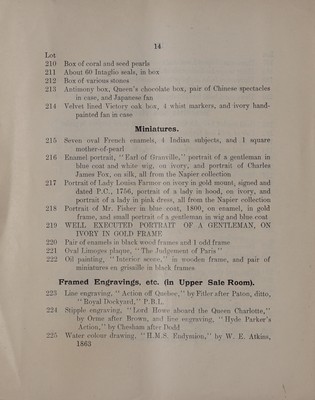 14
Lot
210 Box of coral and seed pearls
211 About 60 Intaglio seals, in box
212 Box of various stones
213 Antimony box, Queen's chocolate box, pair of Chinese spectacles
in case, and Japanese fan
214 Velvet lined Victory oak box, 4 whist markers, and ivory hand-
painted fan in case
Miniatures.
215 Seven oval French enamels, 4 Indian subjects, and 1 square
mother-of-pearl
216 Enamel portrait, "Earl of Granville," portrait of a gentleman in
blue coat and white wig, on ivory, and portrait of Charles
James Fox, on silk, all from the Napier collection
217 Portrait of Lady Louisa Farmer on ivory in gold mount, signed and
dated P.C., 1756, portrait of a lady in hood, on ivory, and
portrait of a lady in pink dress, all from the Napier collection
218 Portrait of Mr. Fisher in blue coat, 1800, on enamel, in gold
frame, and small portrait of a gentleman in wig and blue coat
219 WELL EXECUTED PORTRAIT OF A GENTLEMAN, ON
IVORY IN GOLD FRAME
220 Pair of enamels in black wood frames and 1 odd frame
221 Oval Limoges plaque, "The Judgement of Paris"
222 Oil painting, "Interior scene," in wooden frame, and pair of
miniatures en grisaille in black frames
Framed Engravings, etc. (in Upper Sale Room).
223 Line engraving, "Action off Quebec," by Fitler after Paton, ditto,
"Royal Dockyard," P.B.L.
224 Stipple engraving, "Lord Howe aboard the Queen Charlotte,"
by Orme after Brown, and line engraving, "Hyde Parker's
Action," by Chesham after Dodd
225 Water colour drawing, "H.M.S. Endymion," by W. E. Atkins,
1863